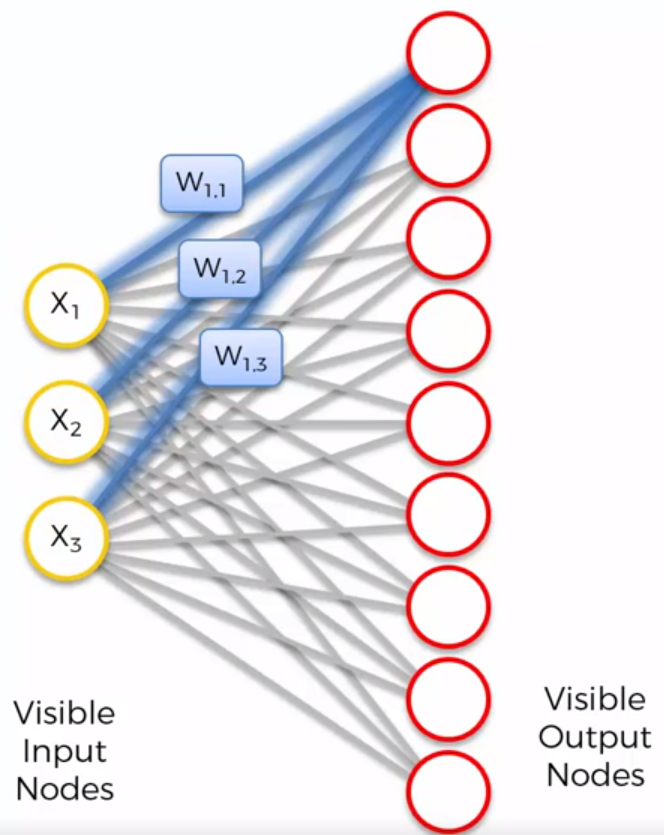 W1,1
W1,2
W1,3
X1
X2
X3
Visible
Input
Nodes
Visible
Output
Nodes